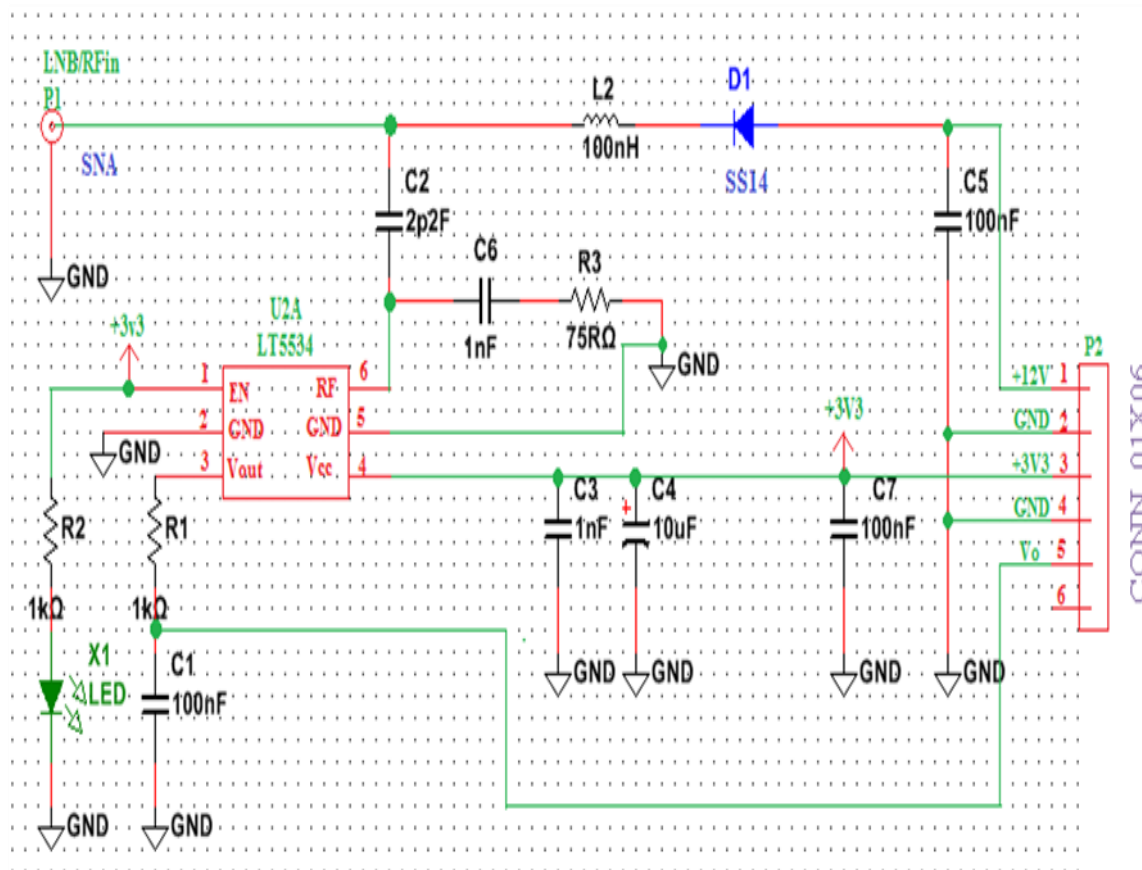 LNB/RFin
P1
SNA
GND
L2
100nH
D1
SS14
C2
2p2F
C5
100nF
C6
1nF
R3
75RΩ
GND
U2A
LT5534
+3v3
1
EN
RF
6
2
GND
GND
5
3
Vout
Vcc
4
GND
+3V3
P2
+12V
1
GND
2
+3V3
3
GND
4
Vo
5
6
CONN_01X06
R2
1kΩ
R1
1kΩ
C3
1nF
+
C4
10uF
C7
100nF
GND
GND
GND
GND
X1
LED
C1
100nF
GND
GND